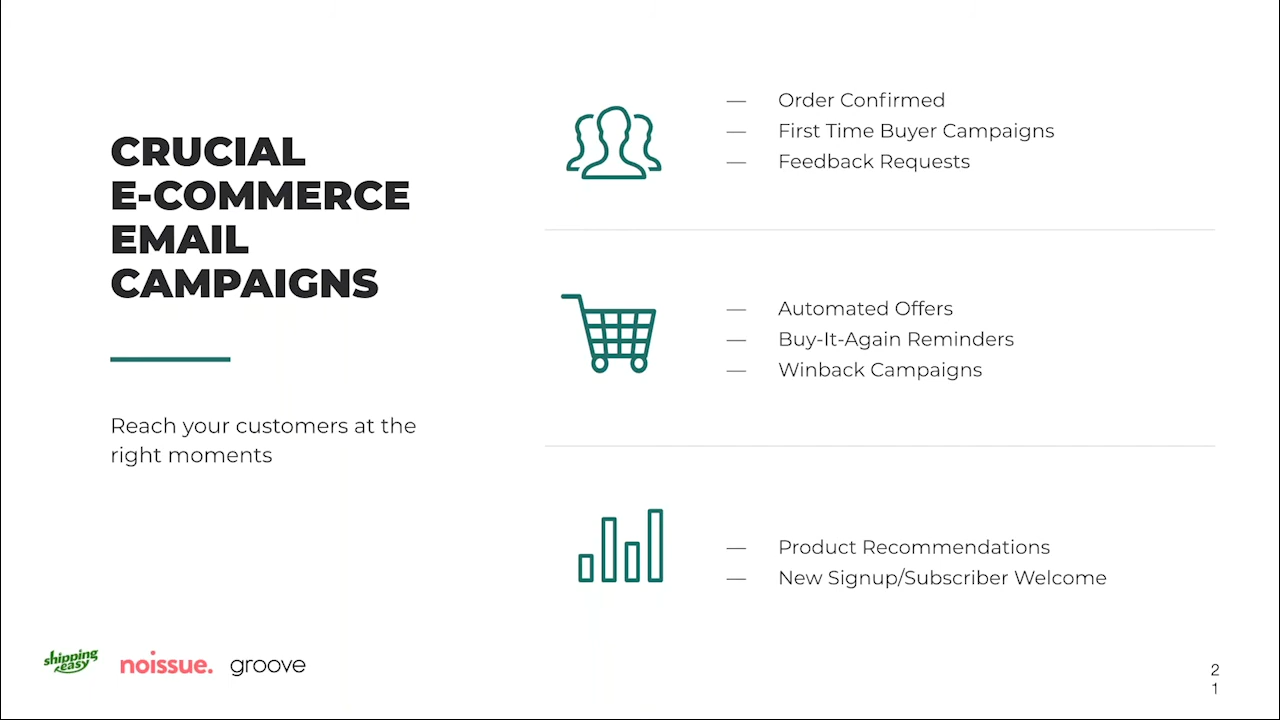 CRUCIAL
E-COMMERCE
EMAIL
CAMPAIGNS
Reach your customers at the
right moments
— Order Confirmed
— First Time Buyer Campaigns
— Feedback Requests
— Automated Offers
— Buy-It-Again Reminders
— Winback Campaigns
— Product Recommendations
— New Signup/Subscriber Welcome
shipping
easy
noissue.
groove
2
1